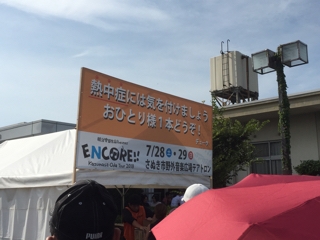 熱中症には気を付けましょう
おひとり様1本どうぞ!
ENCORE!!
7/28土・29日
さぬき市野外音楽広場テアトロン